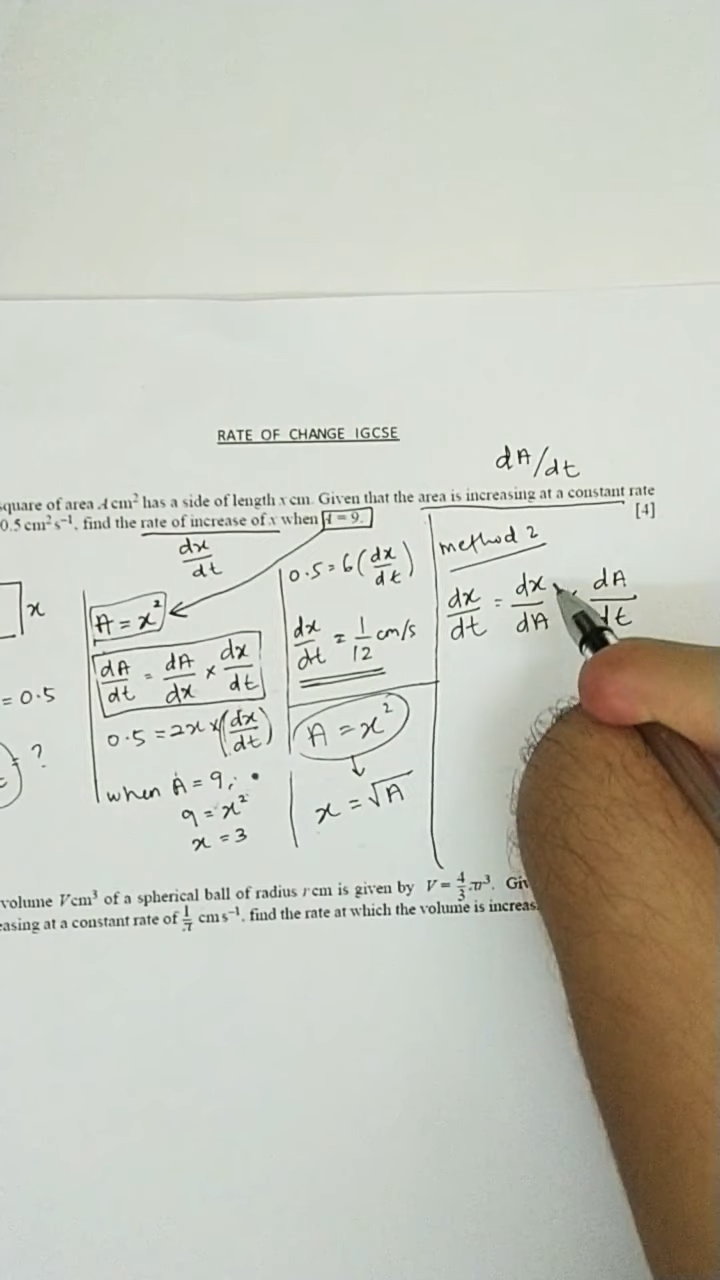 RATE OF CHANGE IGCSE
dA/dt
square of area A cm² has a side of length x cm. Given that the area is increasing at a constant rate
0.5 cm² s⁻¹, find the rate of increase of x when A = 9.
[4]
dx/dt
x
= 0.5
= ?
A = x²
dA/dt = dA/dx × dx/dt
0.5 = 2x × (dx/dt)
when A = 9,
9 = x²
x = 3
0.5 = 6(dx/dt)
dx/dt = 1/12 cm/s
A = x²
x = √A
method 2
dx/dt = dx/dA dA/dt
volume V cm³ of a spherical ball of radius r cm is given by V = 4/3 πr³.
easing at a constant rate of 1/π cm s⁻¹, find the rate at which the volume is increas